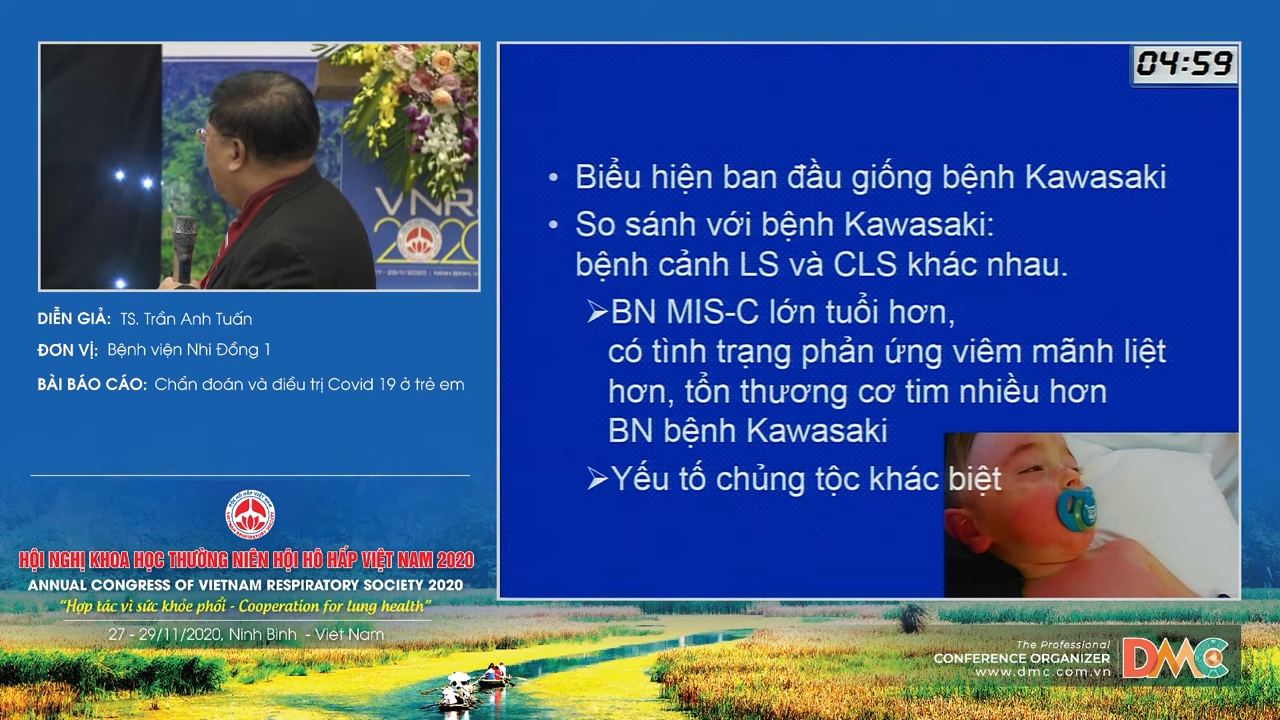 04:59
• Biểu hiện ban đầu giống bệnh Kawasaki
• So sánh với bệnh Kawasaki:
bệnh cảnh LS và CLS khác nhau.
➢BN MIS-C lớn tuổi hơn,
có tình trạng phản ứng viêm mãnh liệt
hơn, tổn thương cơ tim nhiều hơn
BN bệnh Kawasaki
➢Yếu tố chủng tộc khác biệt
DIỄN GIẢ: TS. Trần Anh Tuấn
ĐƠN VỊ: Bệnh viện Nhi Đồng 1
BÀI BÁO CÁO: Chẩn đoán và điều trị Covid 19 ở trẻ em
HỘI NGHỊ KHOA HỌC THƯỜNG NIÊN HỘI HÔ HẤP VIỆT NAM 2020
ANNUAL CONGRESS OF VIETNAM RESPIRATORY SOCIETY 2020
“Hợp tác vì sức khỏe phổi - Cooperation for lung health”
27 - 29/11/2020, Ninh Bình - Việt Nam
The Professional
CONFERENCE ORGANIZER
www.dmc.com.vn
DMC